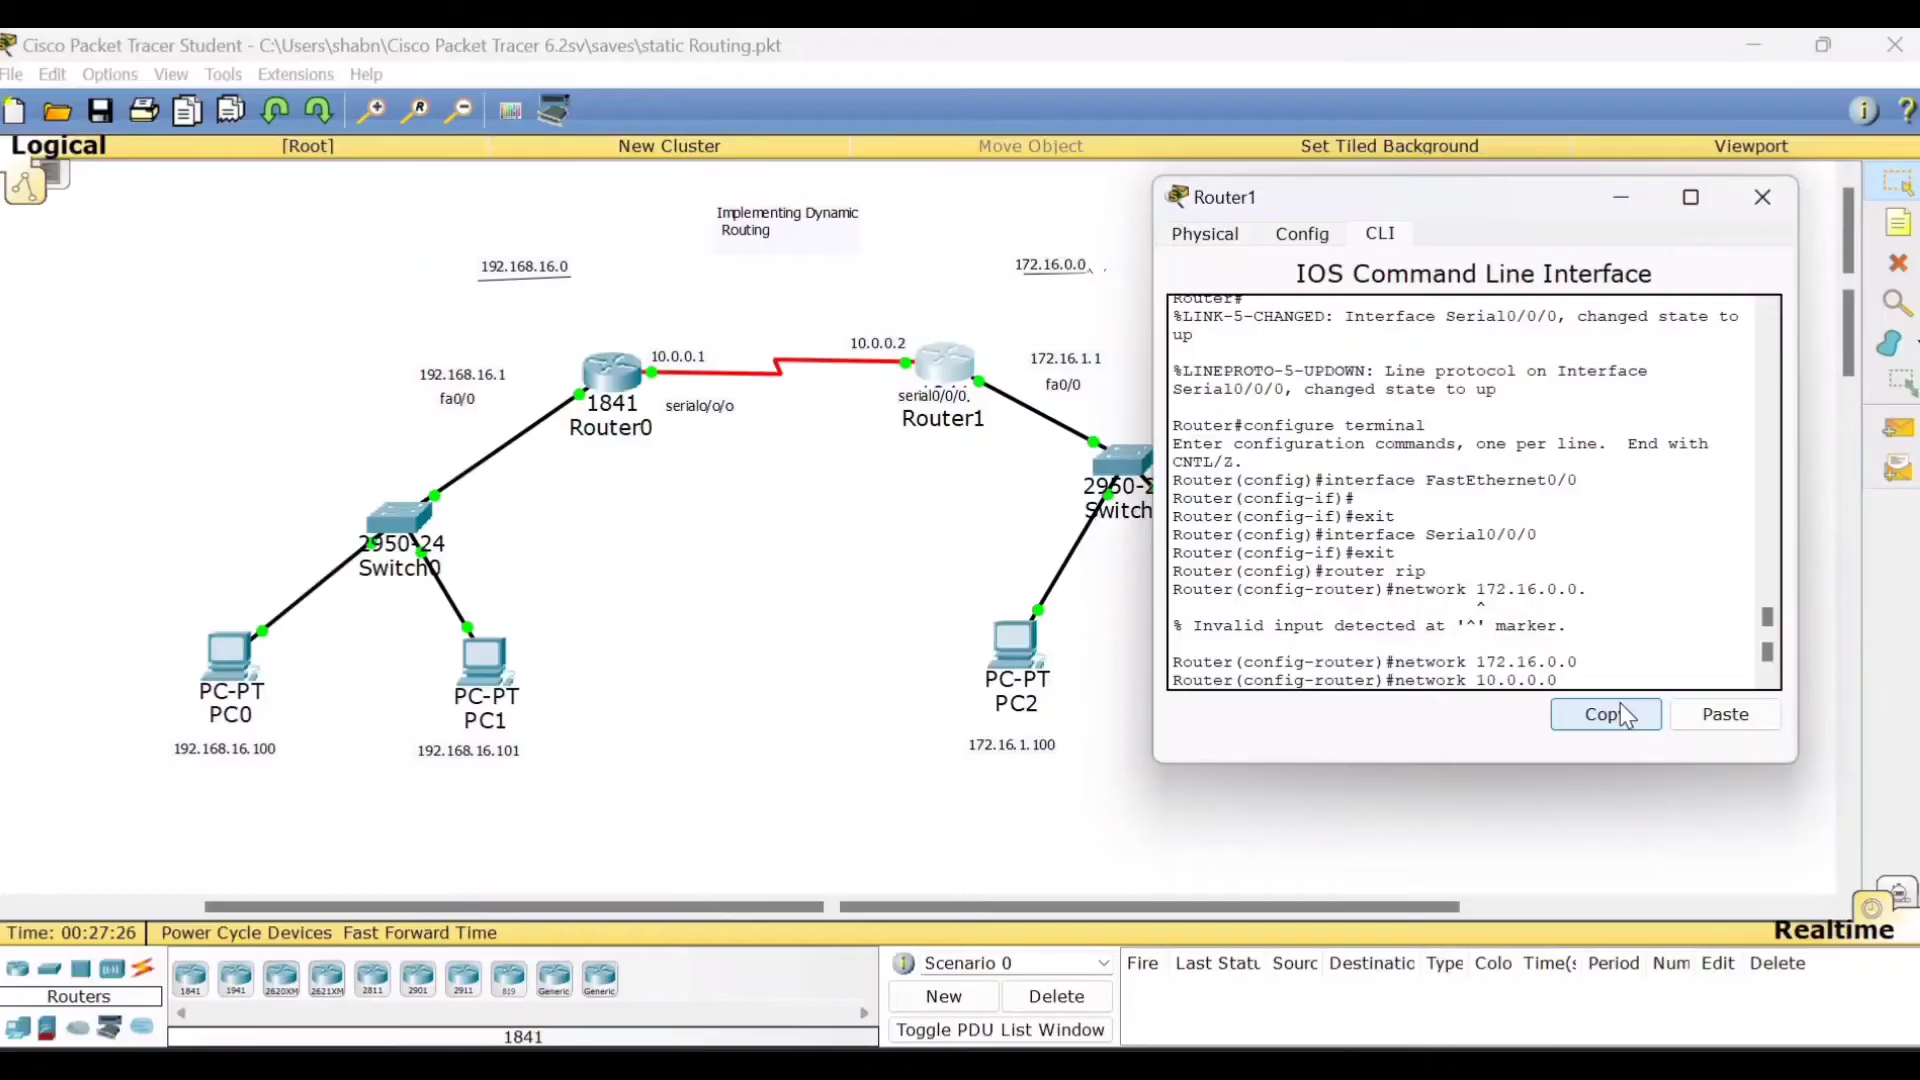 Cisco Packet Tracer Student - C:\Users\shabn\Cisco Packet Tracer 6.2sv\saves\static Routing.pkt
File Edit Options View Tools Extensions Help
Logical [Root] New Cluster Move Object Set Tiled Background Viewport
Implementing Dynamic
Routing
192.168.16.0
172.16.0.0
10.0.0.1
10.0.0.2
172.16.1.1
fa0/0
192.168.16.1
fa0/0
1841
Router0
serialo/o/o
serial0/0/0.
Router1
2950-24
Switch0
2950-2
Switch
PC-PT
PC0
192.168.16.100
PC-PT
PC1
192.168.16.101
PC-PT
PC2
172.16.1.100
Router1
Physical Config CLI
IOS Command Line Interface
Router#
%LINK-5-CHANGED: Interface Serial0/0/0, changed state to
up
%LINEPROTO-5-UPDOWN: Line protocol on Interface
Serial0/0/0, changed state to up
Router#configure terminal
Enter configuration commands, one per line. End with
CNTL/Z.
Router(config)#interface FastEthernet0/0
Router(config-if)#
Router(config-if)#exit
Router(config)#interface Serial0/0/0
Router(config-if)#exit
Router(config)#router rip
Router(config-router)#network 172.16.0.0.
^
% Invalid input detected at '^' marker.
Router(config-router)#network 172.16.0.0
Router(config-router)#network 10.0.0.0
Copy Paste
Time: 00:27:26 Power Cycle Devices Fast Forward Time Realtime
Routers
1841 1941 2620XM 2621XM 2811 2901 2911 819 Generic Generic
1841
Scenario 0
New Delete
Toggle PDU List Window
Fire Last Statu Sourc Destinatic Type Colo Time(s Period Num Edit Delete